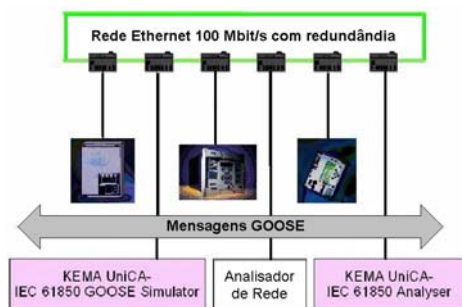 Rede Ethernet 100 Mbit/s com redundância
Mensagens GOOSE
KEMA UniCA-
IEC 61850 GOOSE Simulator
Analisador
de Rede
KEMA UniCA-
IEC 61850 Analyser